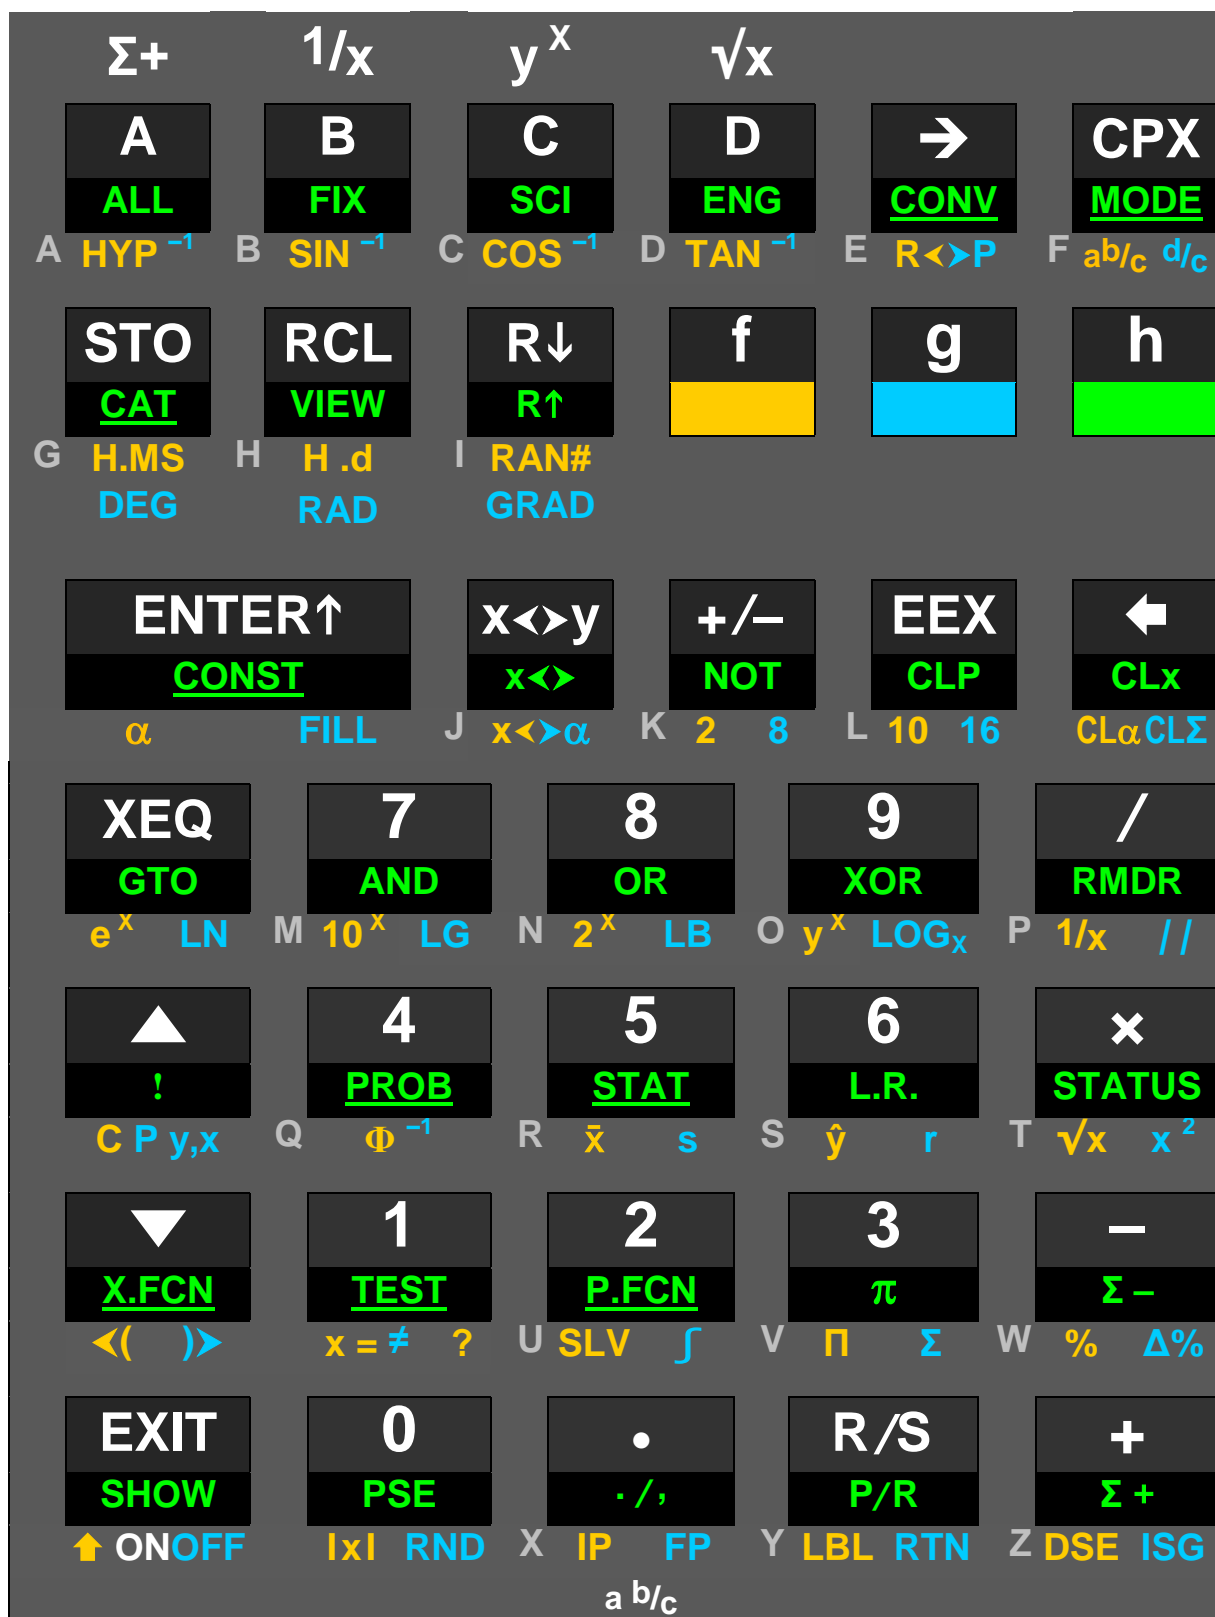 Σ+ 1/x y X √x
A B C D ➔ CPX
ALL FIX SCI ENG CONV MODE
A HYP –1 B SIN –1 C COS –1 D TAN –1 E R<>P F ab/c d/c
STO RCL R↓ f g h
CAT VIEW R↑
G H.MS H H .d I RAN#
DEG RAD GRAD
ENTER↑ x<>y +/– EEX 🡄
CONST x<> NOT CLP CLx
α FILL J x<>α K 2 8 L 10 16 CLα CLΣ
XEQ 7 8 9 /
GTO AND OR XOR RMDR
e X LN M 10 X LG N 2 X LB O y X LOGX P 1/x //
▲ 4 5 6 ×
! PROB STAT L.R. STATUS
C P y,x Q Φ –1 R x̄ s S ŷ r T √x x 2
▼ 1 2 3 –
X.FCN TEST P.FCN π Σ –
<( )> x = ≠ ? U SLV ∫ V Π Σ W % Δ%
EXIT 0 . R/S +
SHOW PSE . / , P/R Σ +
⬆ ON OFF |x| RND X IP FP Y LBL RTN Z DSE ISG
a b/c